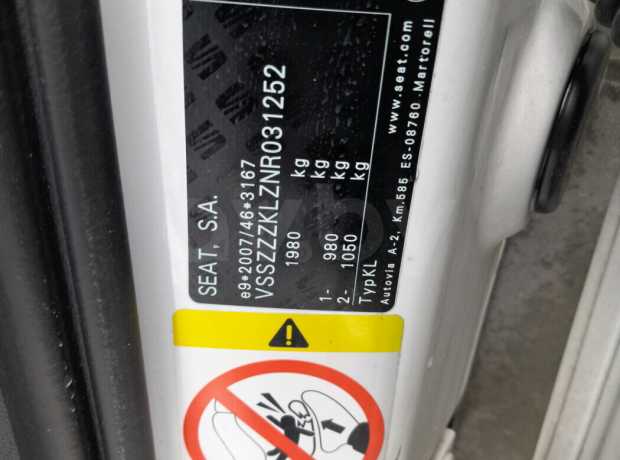 SEAT, S.A.
e9*2007/46*3167
VSSZZZKLZNR031252
1980 kg
kg
1- 980 kg
2- 1050 kg
TypKL
Autovia A-2, Km.585 ES-08760 -Martorell
www.seat.com